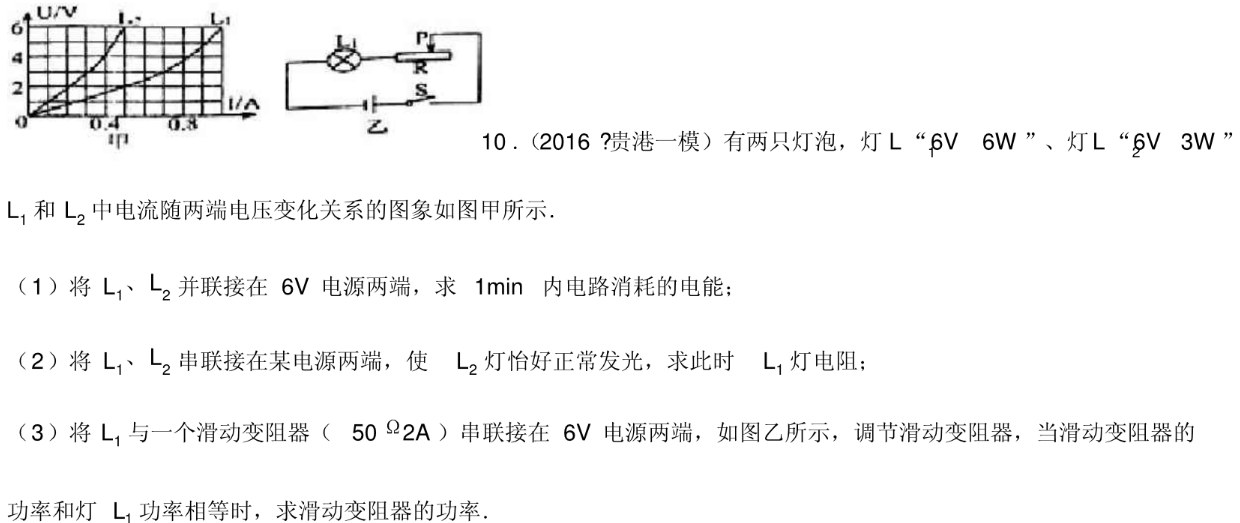 U/V
L₂ L₁
6
4
2
0 0.4 0.8 I/A
甲
L₁ P
R
S
乙
10．（2016 ?贵港一模）有两只灯泡，灯 L₁“6V 6W ”、灯 L₂“6V 3W ”
L₁ 和 L₂ 中电流随两端电压变化关系的图象如图甲所示．
（1）将 L₁、L₂ 并联接在 6V 电源两端，求 1min 内电路消耗的电能；
（2）将 L₁、L₂ 串联接在某电源两端，使 L₂ 灯怡好正常发光，求此时 L₁ 灯电阻；
（3）将 L₁ 与一个滑动变阻器（ 50 Ω2A ）串联接在 6V 电源两端，如图乙所示，调节滑动变阻器，当滑动变阻器的
功率和灯 L₁ 功率相等时，求滑动变阻器的功率．